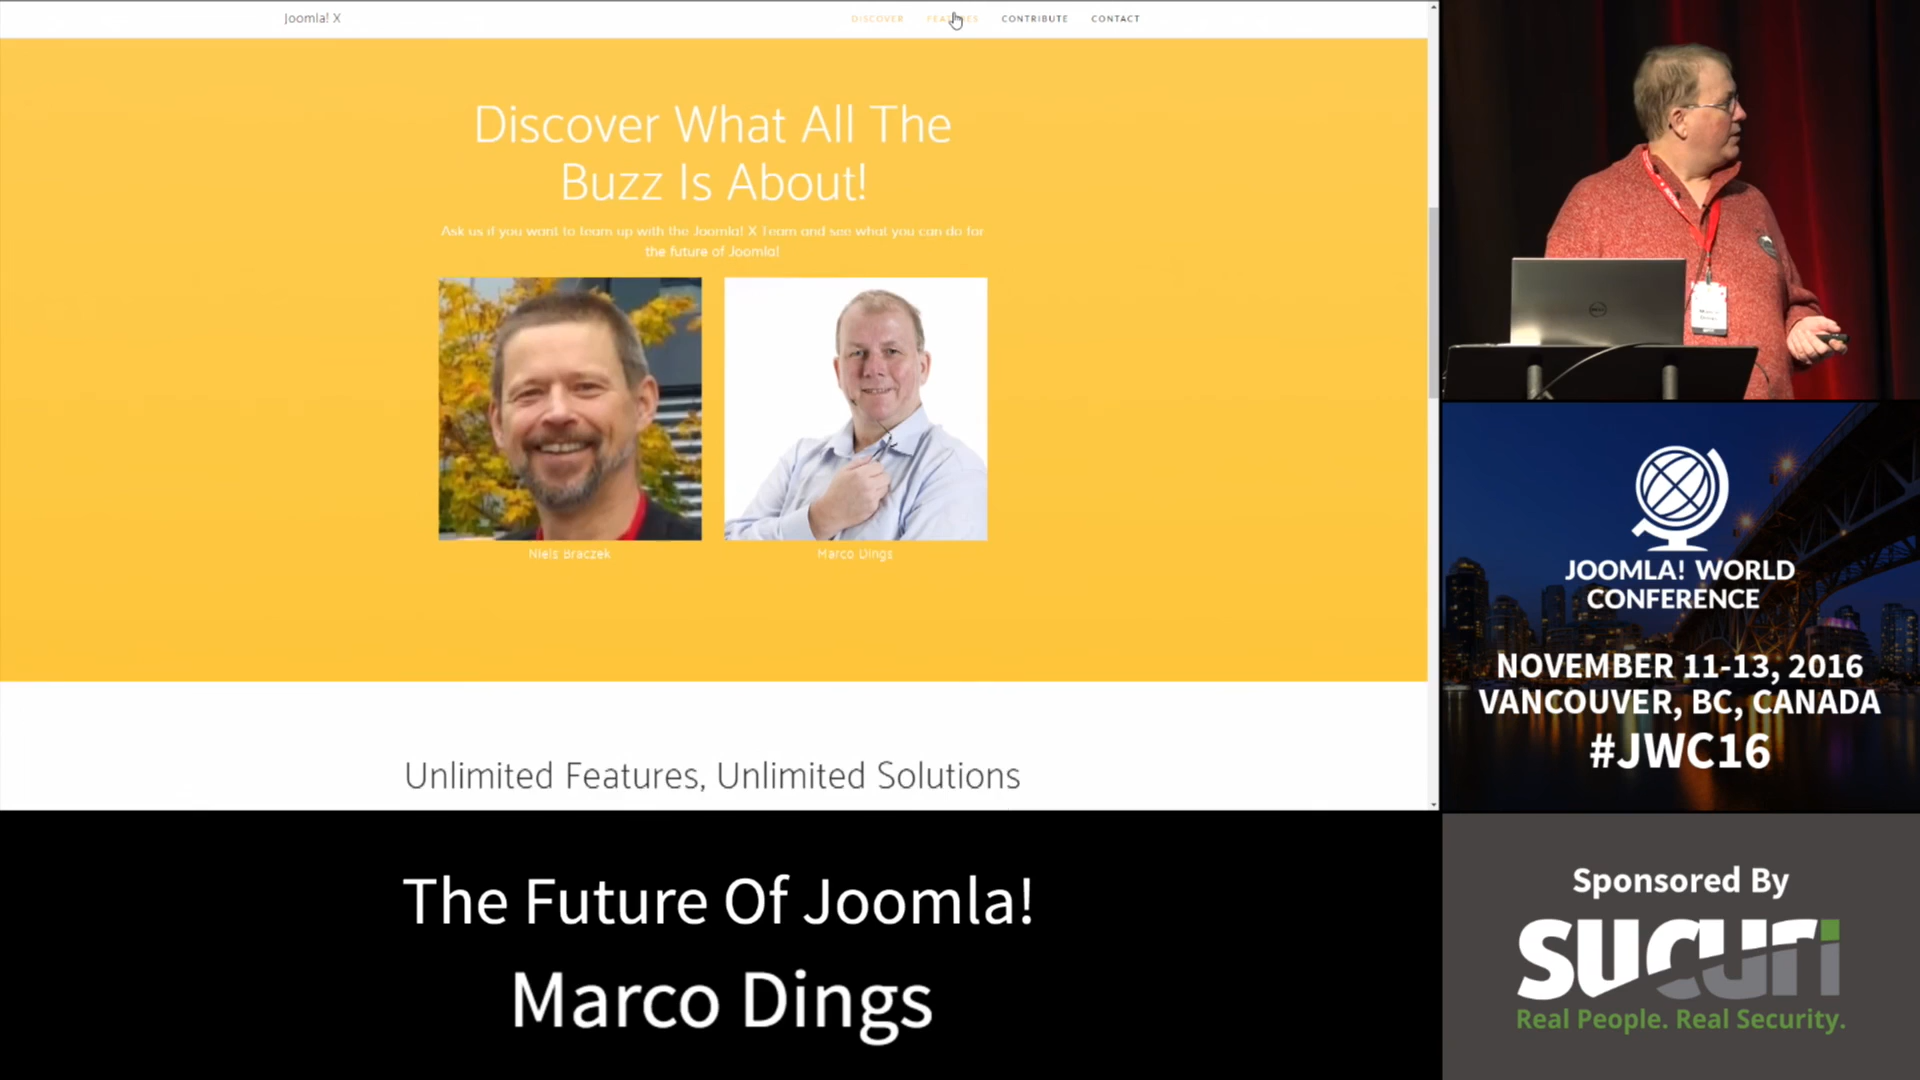 Joomla! X
DISCOVER FEATURES CONTRIBUTE CONTACT
Discover What All The
Buzz Is About!
Ask us if you want to team up with the Joomla! X Team and see what you can do for
the future of Joomla!
Niels Braczek
Marco Dings
Unlimited Features, Unlimited Solutions
The Future Of Joomla!
Marco Dings
DELL
JOOMLA! WORLD
CONFERENCE
NOVEMBER 11-13, 2016
VANCOUVER, BC, CANADA
#JWC16
Sponsored By
SUCURI
Real People. Real Security.